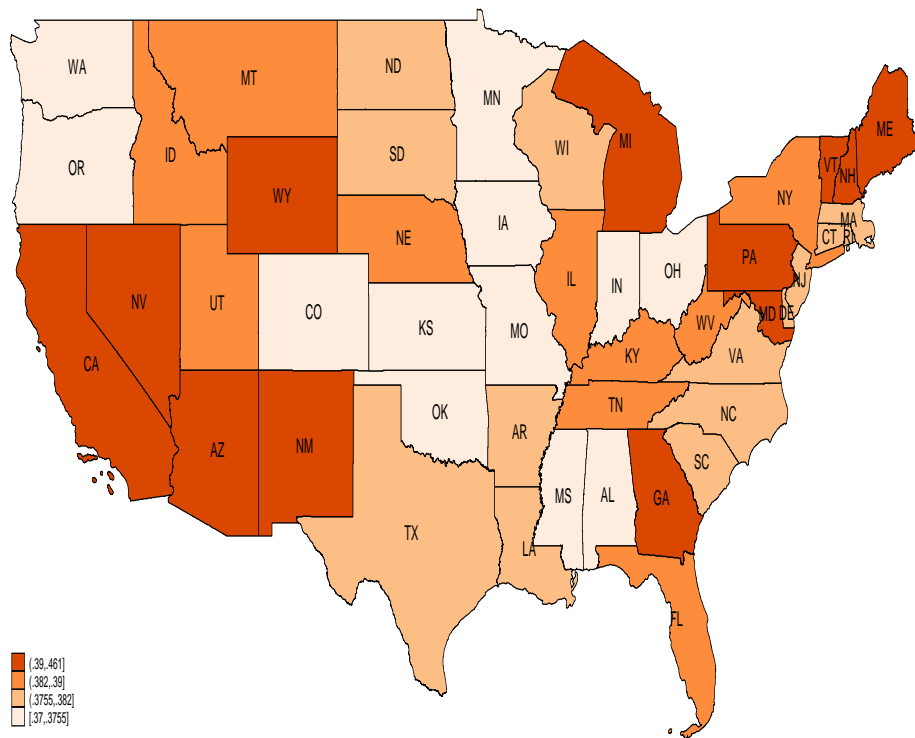 WA
MT
ND
MN
ME
OR
ID
SD
WI
MI
VT
NH
WY
NY
MA
IA
NE
CT
RI
NV
UT
CO
IL
IN
OH
PA
NJ
KS
MO
WV
MD
DE
CA
KY
VA
AZ
NM
OK
AR
TN
NC
SC
TX
LA
MS
AL
GA
FL
(.39,.461]
(.382,.39]
(.3755,.382]
[.37,.3755]